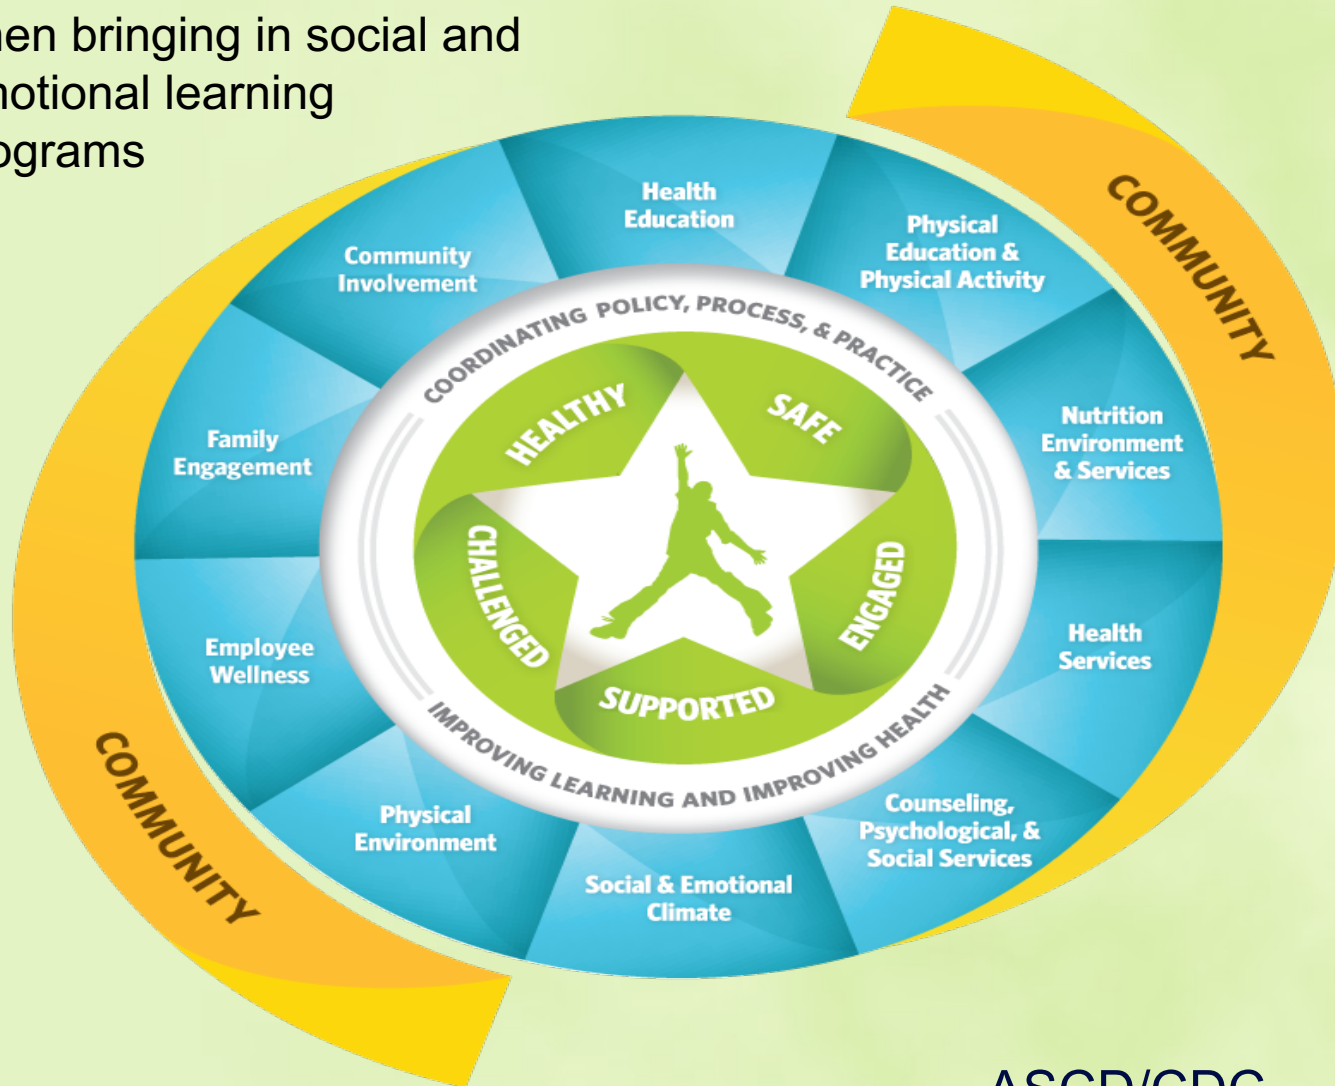 hen bringing in social and
notional learning
ograms
Health
Education
Physical
Education &
Physical Activity
Community
Involvement
COMMUNITY
COORDINATING POLICY, PROCESS, & PRACTICE
HEALTHY
SAFE
Nutrition
Environment
& Services
Family
Engagement
CHALLENGED
ENGAGED
Health
Services
Employee
Wellness
SUPPORTED
IMPROVING LEARNING AND IMPROVING HEALTH
COMMUNITY
Physical
Environment
Counseling,
Psychological, &
Social Services
Social & Emotional
Climate
ASCD/CDC